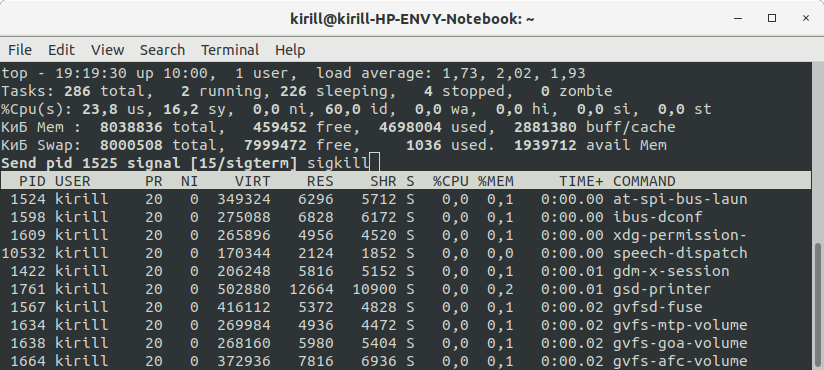 kirill@kirill-HP-ENVY-Notebook: ~
File Edit View Search Terminal Help
top - 19:19:30 up 10:00,  1 user,  load average: 1,73, 2,02, 1,93
Tasks: 286 total,   2 running, 226 sleeping,   4 stopped,   0 zombie
%Cpu(s): 23,8 us, 16,2 sy,  0,0 ni, 60,0 id,  0,0 wa,  0,0 hi,  0,0 si,  0,0 st
КиБ Mem :  8038836 total,   459452 free,  4698004 used,  2881380 buff/cache
КиБ Swap:  8000508 total,  7999472 free,     1036 used.  1939712 avail Mem
Send pid 1525 signal [15/sigterm] sigkill
PID USER      PR  NI    VIRT    RES    SHR S  %CPU %MEM     TIME+ COMMAND
1524 kirill    20   0  349324   6296   5712 S   0,0  0,1   0:00.00 at-spi-bus-laun
1598 kirill    20   0  275088   6828   6172 S   0,0  0,1   0:00.00 ibus-dconf
1609 kirill    20   0  265896   4956   4520 S   0,0  0,1   0:00.00 xdg-permission-
10532 kirill    20   0  170344   2124   1852 S   0,0  0,0   0:00.00 speech-dispatch
1422 kirill    20   0  206248   5816   5152 S   0,0  0,1   0:00.01 gdm-x-session
1761 kirill    20   0  502880  12664  10900 S   0,0  0,2   0:00.01 gsd-printer
1567 kirill    20   0  416112   5372   4828 S   0,0  0,1   0:00.02 gvfsd-fuse
1634 kirill    20   0  269984   4936   4472 S   0,0  0,1   0:00.02 gvfs-mtp-volume
1638 kirill    20   0  268160   5980   5404 S   0,0  0,1   0:00.02 gvfs-goa-volume
1664 kirill    20   0  372936   7816   6936 S   0,0  0,1   0:00.02 gvfs-afc-volume